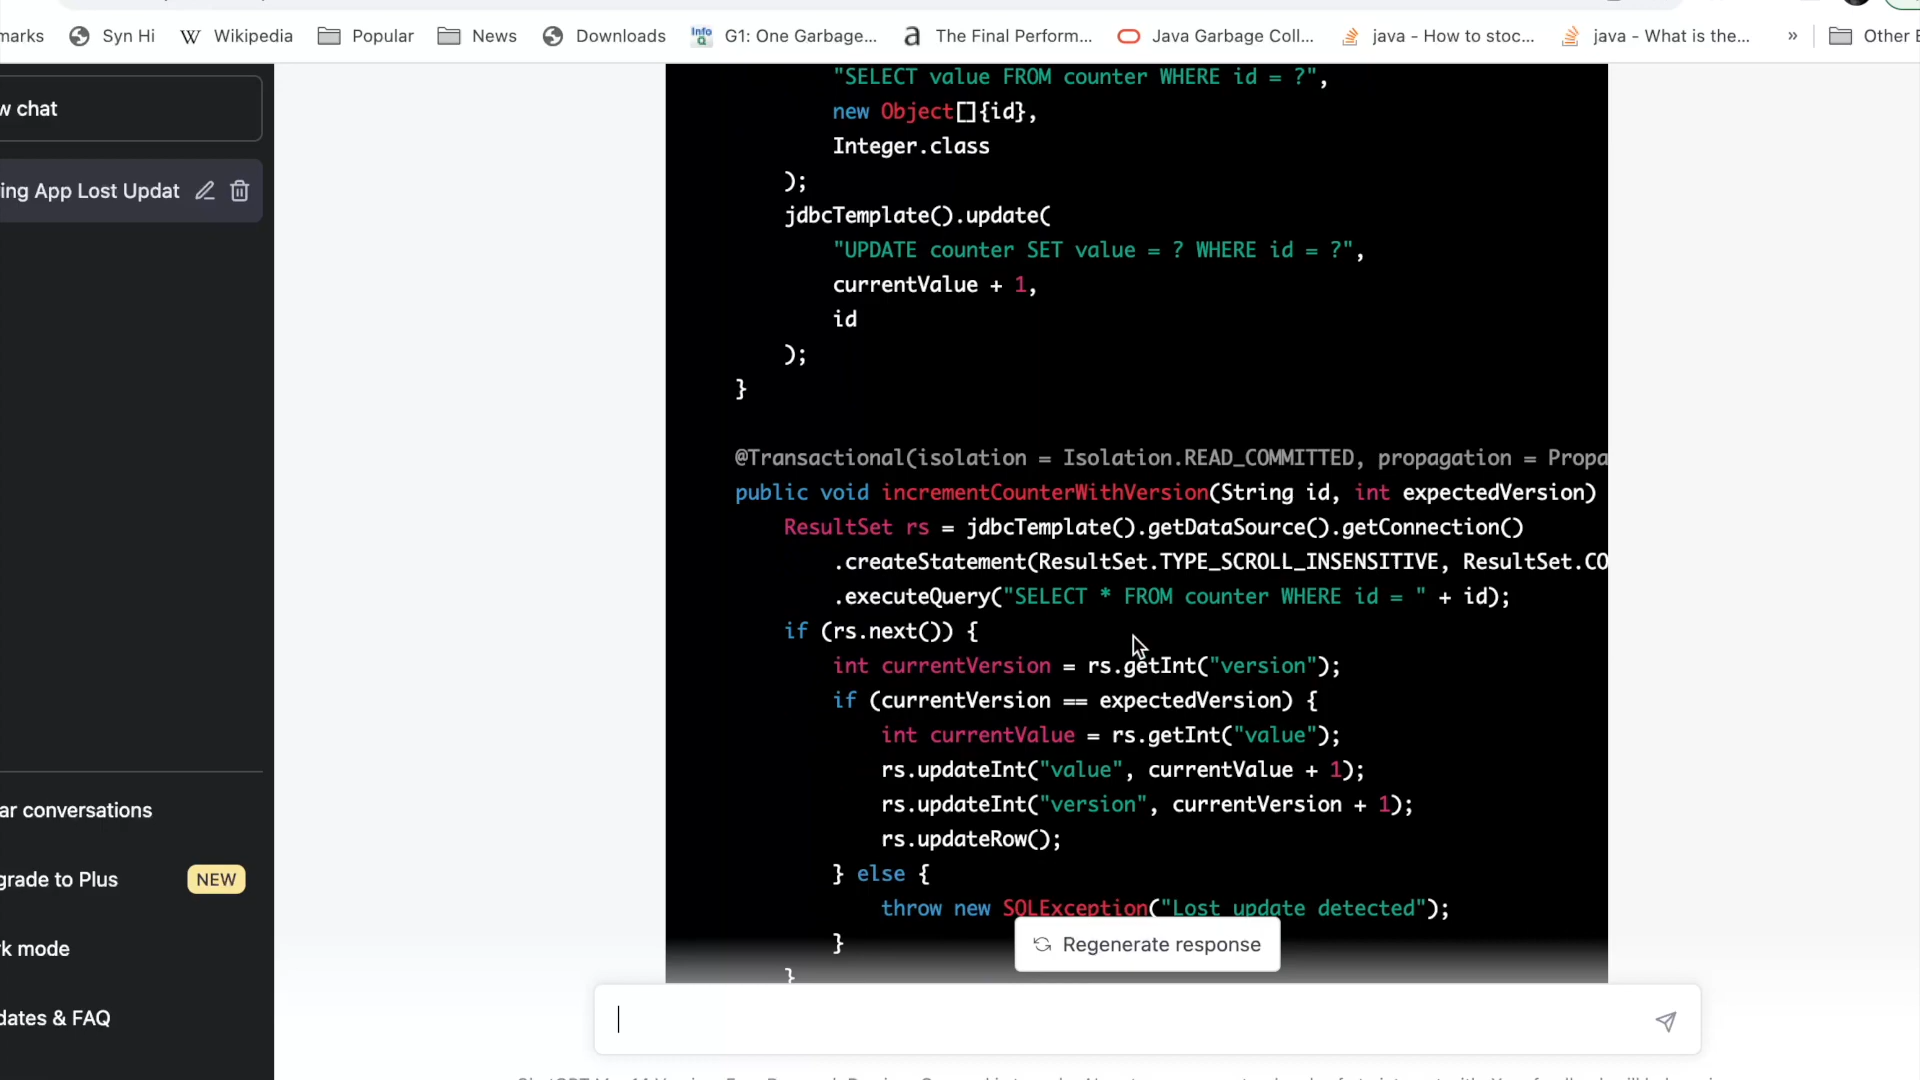 marks Syn Hi Wikipedia Popular News Downloads G1: One Garbage... The Final Perform... Java Garbage Coll... java - How to stoc... java - What is the... » Other
w chat
ing App Lost Updat
ar conversations
grade to Plus NEW
k mode
dates & FAQ
"SELECT value FROM counter WHERE id = ?",
new Object[]{id},
Integer.class
);
jdbcTemplate().update(
"UPDATE counter SET value = ? WHERE id = ?",
currentValue + 1,
id
);
}
@Transactional(isolation = Isolation.READ_COMMITTED, propagation = Propa
public void incrementCounterWithVersion(String id, int expectedVersion)
ResultSet rs = jdbcTemplate().getDataSource().getConnection()
.createStatement(ResultSet.TYPE_SCROLL_INSENSITIVE, ResultSet.CO
.executeQuery("SELECT * FROM counter WHERE id = " + id);
if (rs.next()) {
int currentVersion = rs.getInt("version");
if (currentVersion == expectedVersion) {
int currentValue = rs.getInt("value");
rs.updateInt("value", currentValue + 1);
rs.updateInt("version", currentVersion + 1);
rs.updateRow();
} else {
throw new SQLException("Lost update detected");
}
}
Regenerate response